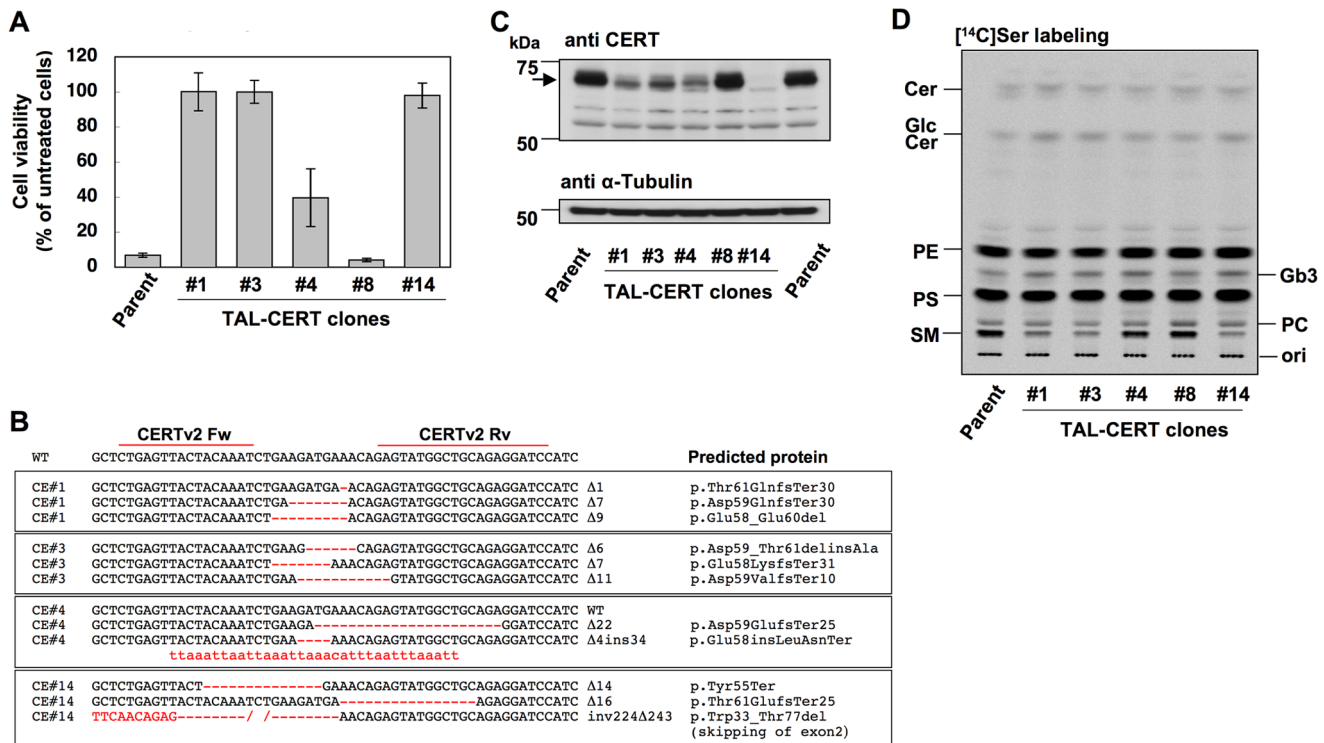 A
Cell viability
(% of untreated cells)
120
100
80
60
40
20
0
Parent
#1 #3 #4 #8 #14
TAL-CERT clones
C
kDa
anti CERT
75
50
anti α-Tubulin
50
Parent
#1 #3 #4 #8 #14
Parent
TAL-CERT clones
D
[14C]Ser labeling
Cer
Glc
Cer
PE
PS
SM
Gb3
PC
ori
Parent
#1 #3 #4 #8 #14
TAL-CERT clones
B
CERTv2 Fw CERTv2 Rv
WT GCTCTGAGTTACTACAAATCTGAAGATGAAACAGAGTATGGCTGCAGAGGATCCATC Predicted protein
CE#1 GCTCTGAGTTACTACAAATCTGAAGATGA-ACAGAGTATGGCTGCAGAGGATCCATC Δ1 p.Thr61GlnfsTer30
CE#1 GCTCTGAGTTACTACAAATCTGA-------ACAGAGTATGGCTGCAGAGGATCCATC Δ7 p.Asp59GlnfsTer30
CE#1 GCTCTGAGTTACTACAAATCT---------ACAGAGTATGGCTGCAGAGGATCCATC Δ9 p.Glu58_Glu60del
CE#3 GCTCTGAGTTACTACAAATCTGAAG------CAGAGTATGGCTGCAGAGGATCCATC Δ6 p.Asp59_Thr61delinsAla
CE#3 GCTCTGAGTTACTACAAATCT-------AAACAGAGTATGGCTGCAGAGGATCCATC Δ7 p.Glu58LysfsTer31
CE#3 GCTCTGAGTTACTACAAATCTGAA-----------GTATGGCTGCAGAGGATCCATC Δ11 p.Asp59ValfsTer10
CE#4 GCTCTGAGTTACTACAAATCTGAAGATGAAACAGAGTATGGCTGCAGAGGATCCATC WT
CE#4 GCTCTGAGTTACTACAAATCTGAAGA----------------------GGATCCATC Δ22 p.Asp59GlufsTer25
CE#4 GCTCTGAGTTACTACAAATCTGAA----AAACAGAGTATGGCTGCAGAGGATCCATC Δ4ins34 p.Glu58insLeuAsnTer
ttaaattaattaaattaaacatttaatttaaatt
CE#14 GCTCTGAGTTACT--------------GAAACAGAGTATGGCTGCAGAGGATCCATC Δ14 p.Tyr55Ter
CE#14 GCTCTGAGTTACTACAAATCTGAAGATGA----------------GCAGAGGATCCATC Δ16 p.Thr61GlufsTer25
CE#14 TTCAACAGAG--------/ /--------AACAGAGTATGGCTGCAGAGGATCCATC inv224Δ243 p.Trp33_Thr77del
(skipping of exon2)